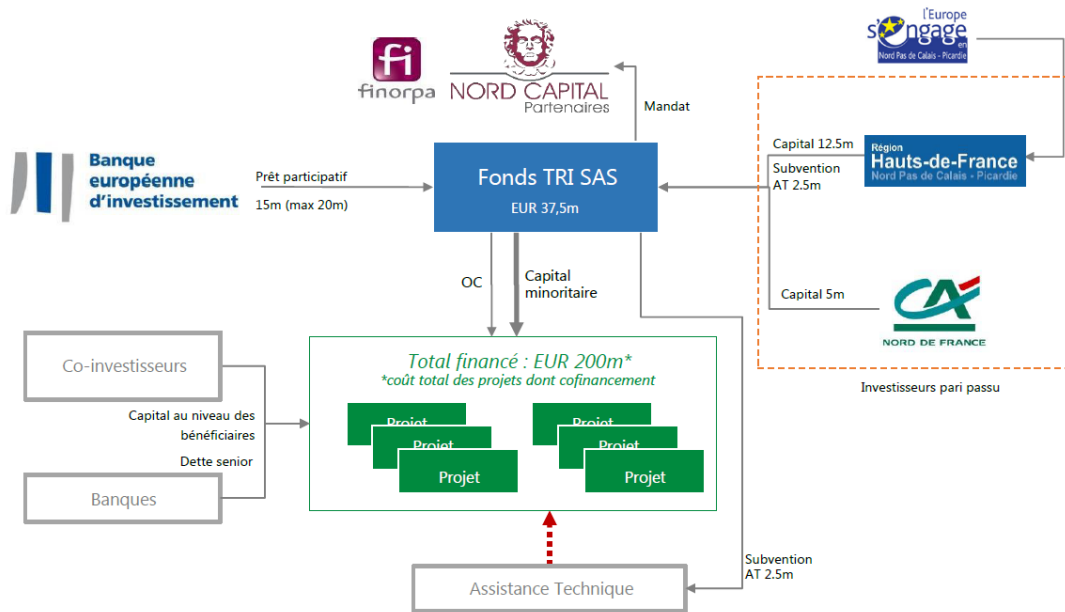 fi
finorpa
NORD CAPITAL
Partenaires
l'Europe
s'engage
en
Nord Pas de Calais - Picardie
Mandat
Banque
européenne
d'investissement
Prêt participatif
15m (max 20m)
Fonds TRI SAS
EUR 37,5m
Capital 12.5m
Subvention
AT 2.5m
Région
Hauts-de-France
Nord Pas de Calais - Picardie
OC
Capital
minoritaire
Capital 5m
CA
NORD DE FRANCE
Investisseurs pari passu
Co-investisseurs
Capital au niveau des
bénéficiaires
Dette senior
Banques
Total financé : EUR 200m*
*coût total des projets dont cofinancement
Projet
Projet
Projet
Projet
Projet
Projet
Subvention
AT 2.5m
Assistance Technique